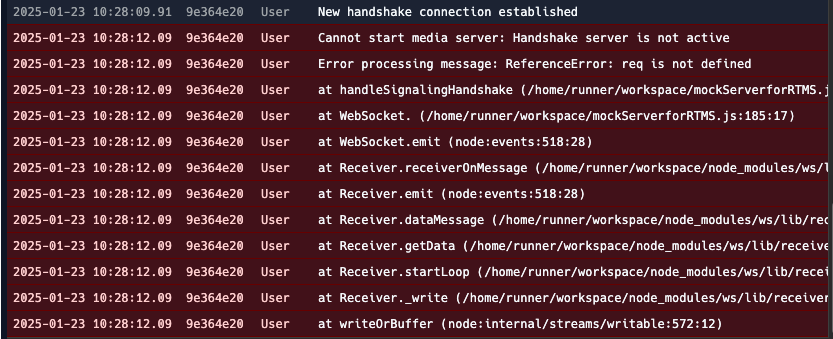 2025-01-23 10:28:09.91 9e364e20 User New handshake connection established
2025-01-23 10:28:12.09 9e364e20 User Cannot start media server: Handshake server is not active
2025-01-23 10:28:12.09 9e364e20 User Error processing message: ReferenceError: req is not defined
2025-01-23 10:28:12.09 9e364e20 User at handleSignalingHandshake (/home/runner/workspace/mockServerforRTMS.j
2025-01-23 10:28:12.09 9e364e20 User at WebSocket. (/home/runner/workspace/mockServerforRTMS.js:185:17)
2025-01-23 10:28:12.09 9e364e20 User at WebSocket.emit (node:events:518:28)
2025-01-23 10:28:12.09 9e364e20 User at Receiver.receiverOnMessage (/home/runner/workspace/node_modules/ws/l
2025-01-23 10:28:12.09 9e364e20 User at Receiver.emit (node:events:518:28)
2025-01-23 10:28:12.09 9e364e20 User at Receiver.dataMessage (/home/runner/workspace/node_modules/ws/lib/rec
2025-01-23 10:28:12.09 9e364e20 User at Receiver.getData (/home/runner/workspace/node_modules/ws/lib/receive
2025-01-23 10:28:12.09 9e364e20 User at Receiver.startLoop (/home/runner/workspace/node_modules/ws/lib/recei
2025-01-23 10:28:12.09 9e364e20 User at Receiver._write (/home/runner/workspace/node_modules/ws/lib/receiver
2025-01-23 10:28:12.09 9e364e20 User at writeOrBuffer (node:internal/streams/writable:572:12)